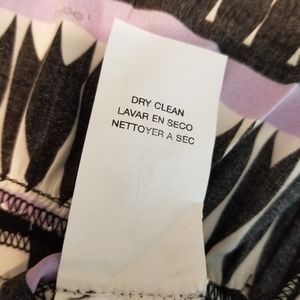 DRY CLEAN
LAVAR EN SECO
NETTOYER A SEC